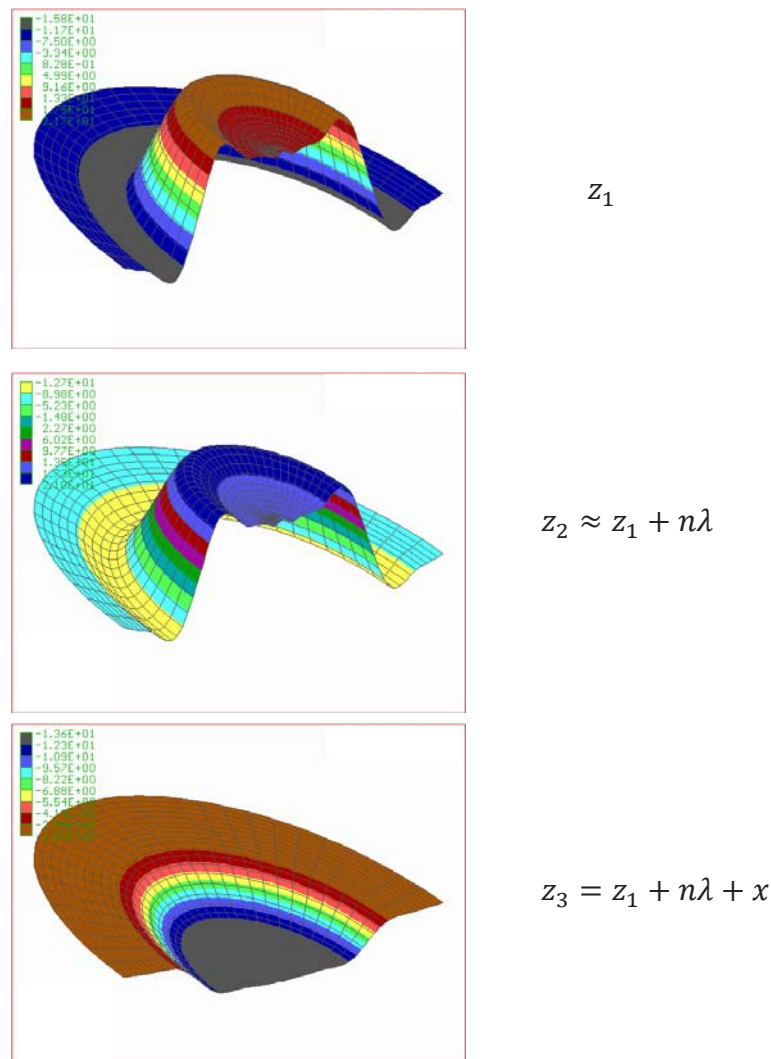 -1.58E+01
-1.17E+01
-7.50E+00
-3.34E+00
8.28E-01
4.99E+00
9.16E+00
z₁
-1.27E+01
-8.98E+00
-5.23E+00
-1.48E+00
2.27E+00
6.02E+00
9.77E+00
z₂ ≈ z₁ + nλ
-1.36E+01
-1.23E+01
-1.09E+01
-9.57E+00
-8.22E+00
-6.88E+00
-5.54E+00
z₃ = z₁ + nλ + x